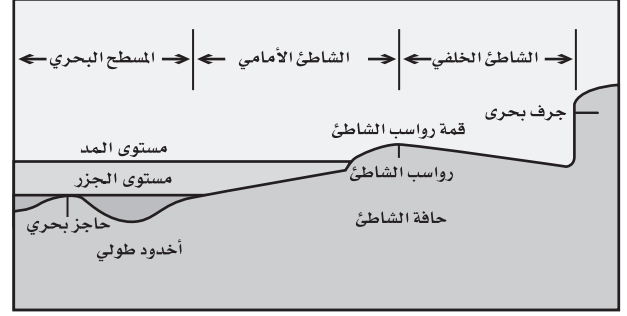 الشاطئ الخلفي
الشاطئ الأمامي
المسطح البحري
جرف بحرى
قمة رواسب الشاطئ
مستوى المد
رواسب الشاطئ
مستوى الجزر
حافة الشاطئ
حاجز بحري
أخدود طولي